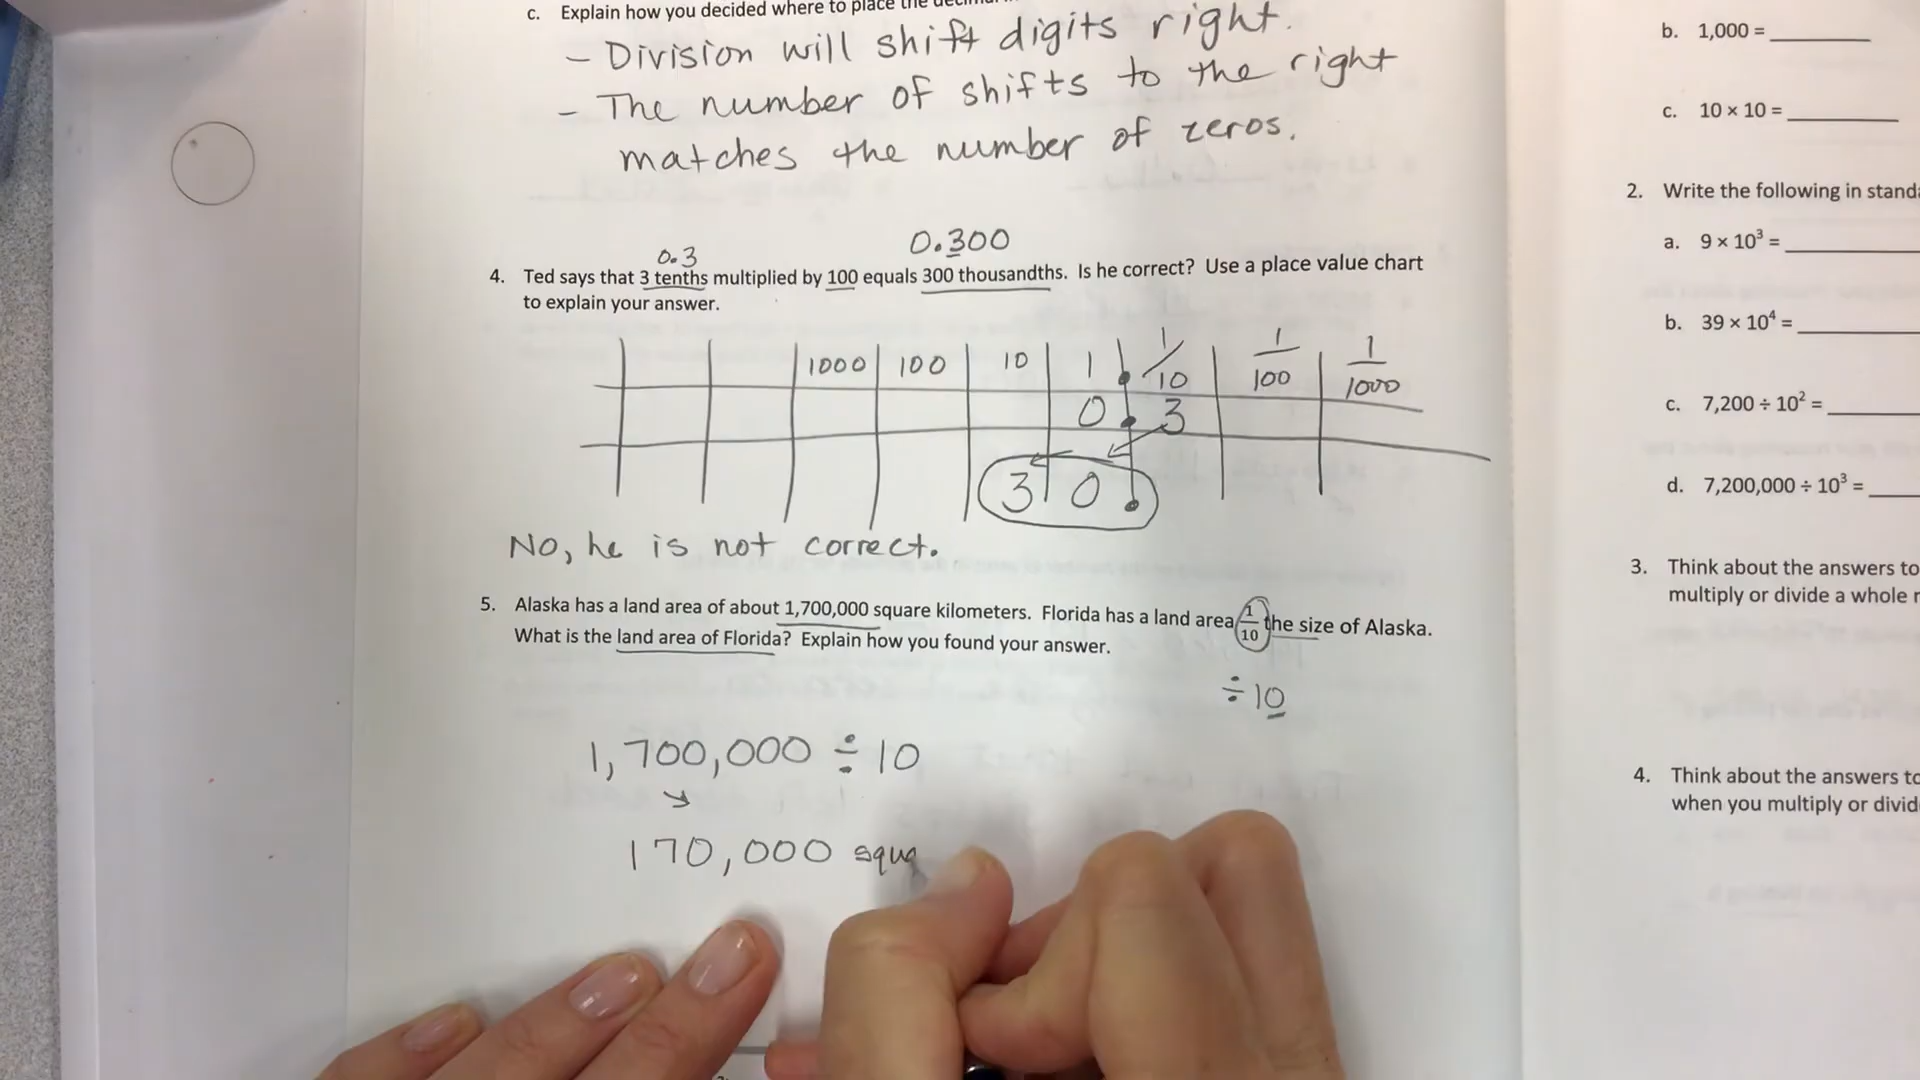 c. Explain how you decided where to place the
- Division will shift digits right.
- The number of shifts to the right
matches the number of zeros.
0.3
0.300
4. Ted says that 3 tenths multiplied by 100 equals 300 thousandths. Is he correct? Use a place value chart
to explain your answer.
1000 100 10 1 . 1/10 1/100 1/1000
0 . 3
3 0 .
No, he is not correct.
5. Alaska has a land area of about 1,700,000 square kilometers. Florida has a land area 1/10 the size of Alaska.
What is the land area of Florida? Explain how you found your answer.
÷ 10
1,700,000 ÷ 10
170,000 squa
b. 1,000 =
c. 10 × 10 =
2. Write the following in
a. 9 × 10³ =
b. 39 × 10⁴ =
c. 7,200 ÷ 10² =
d. 7,200,000 ÷ 10³ =
3. Think about the answers to
multiply or divide a whole
4. Think about the answers
when you multiply or